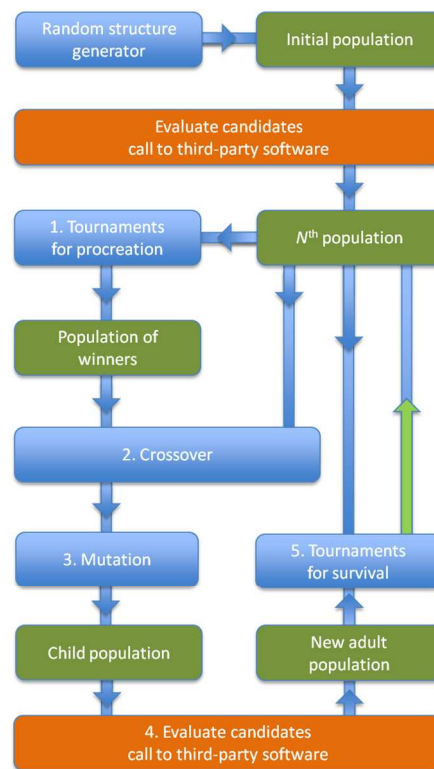 Random structure
generator
Initial population
Evaluate candidates
call to third-party software
1. Tournaments
for procreation
Nth population
Population of
winners
2. Crossover
3. Mutation
5. Tournaments
for survival
Child population
New adult
population
4. Evaluate candidates
call to third-party software